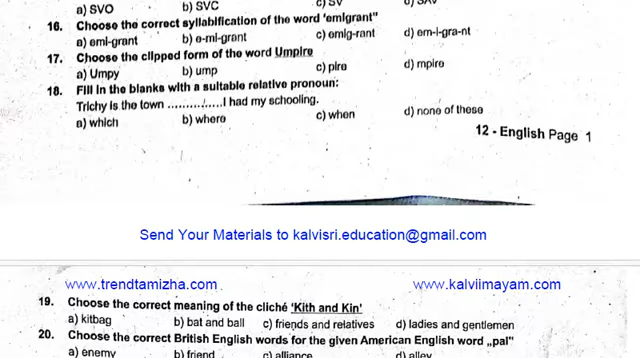 a) SVO b) SVC c) SV d) SAV
16. Choose the correct syllabification of the word 'emigrant"
a) emi-grant b) e-mi-grant c) emig-rant d) em-i-gra-nt
17. Choose the clipped form of the word Umpire
a) Umpy b) ump c) pire d) mpire
18. Fill in the blanks with a suitable relative pronoun:
Trichy is the town ................I had my schooling.
a) which b) where c) when d) none of these
12 - English Page 1
Send Your Materials to kalvisri.education@gmail.com
www.trendtamizha.com www.kalviimayam.com
19. Choose the correct meaning of the cliché 'Kith and Kin'
a) kitbag b) bat and ball c) friends and relatives d) ladies and gentlemen
20. Choose the correct British English words for the given American English word „pal"
a) enemy b) friend c) alliance d) alley